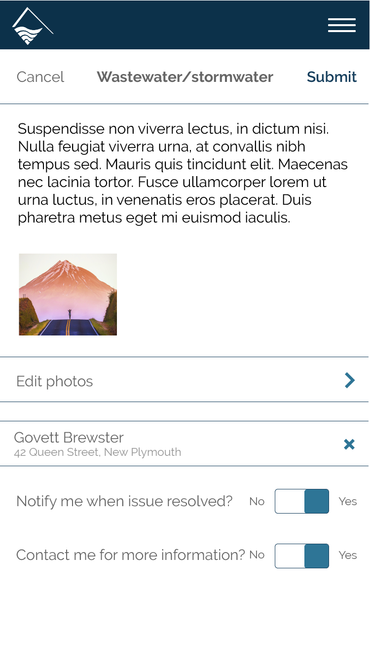 Cancel Wastewater/stormwater Submit
Suspendisse non viverra lectus, in dictum nisi.
Nulla feugiat viverra urna, at convallis nibh
tempus sed. Mauris quis tincidunt elit. Maecenas
nec lacinia tortor. Fusce ullamcorper lorem ut
urna luctus, in venenatis eros placerat. Duis
pharetra metus eget mi euismod iaculis.
Edit photos
Govett Brewster
42 Queen Street, New Plymouth
Notify me when issue resolved? No Yes
Contact me for more information? No Yes